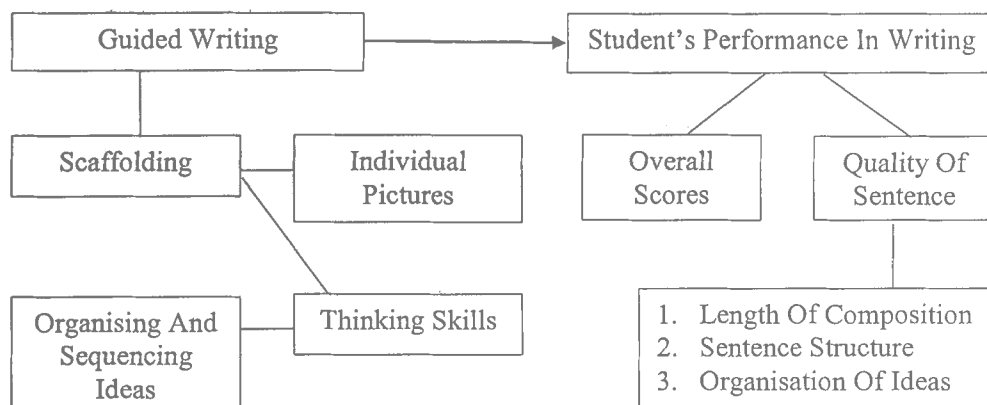 Guided Writing
Student's Performance In Writing
Scaffolding
Individual
Pictures
Overall
Scores
Quality Of
Sentence
Organising And
Sequencing
Ideas
Thinking Skills
1. Length Of Composition
2. Sentence Structure
3. Organisation Of Ideas